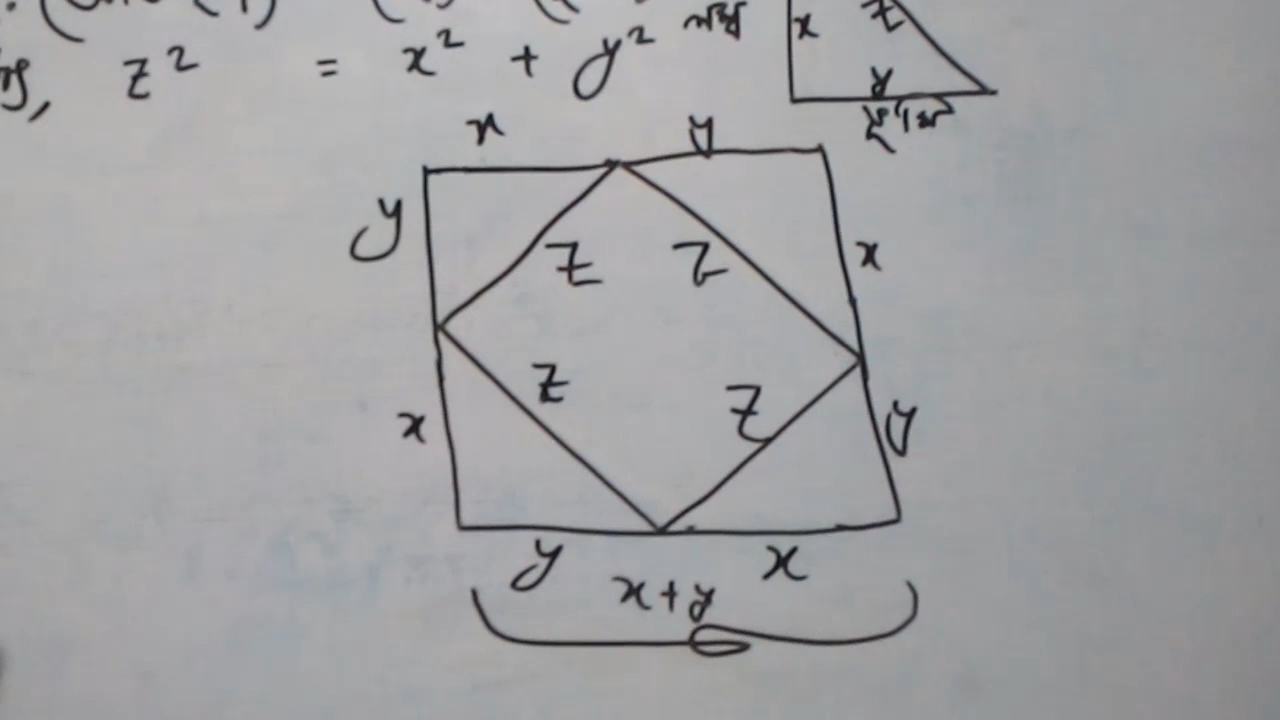 z² = x² + y²
x
z
y
x y
y z z x
x z z y
y x
x+y